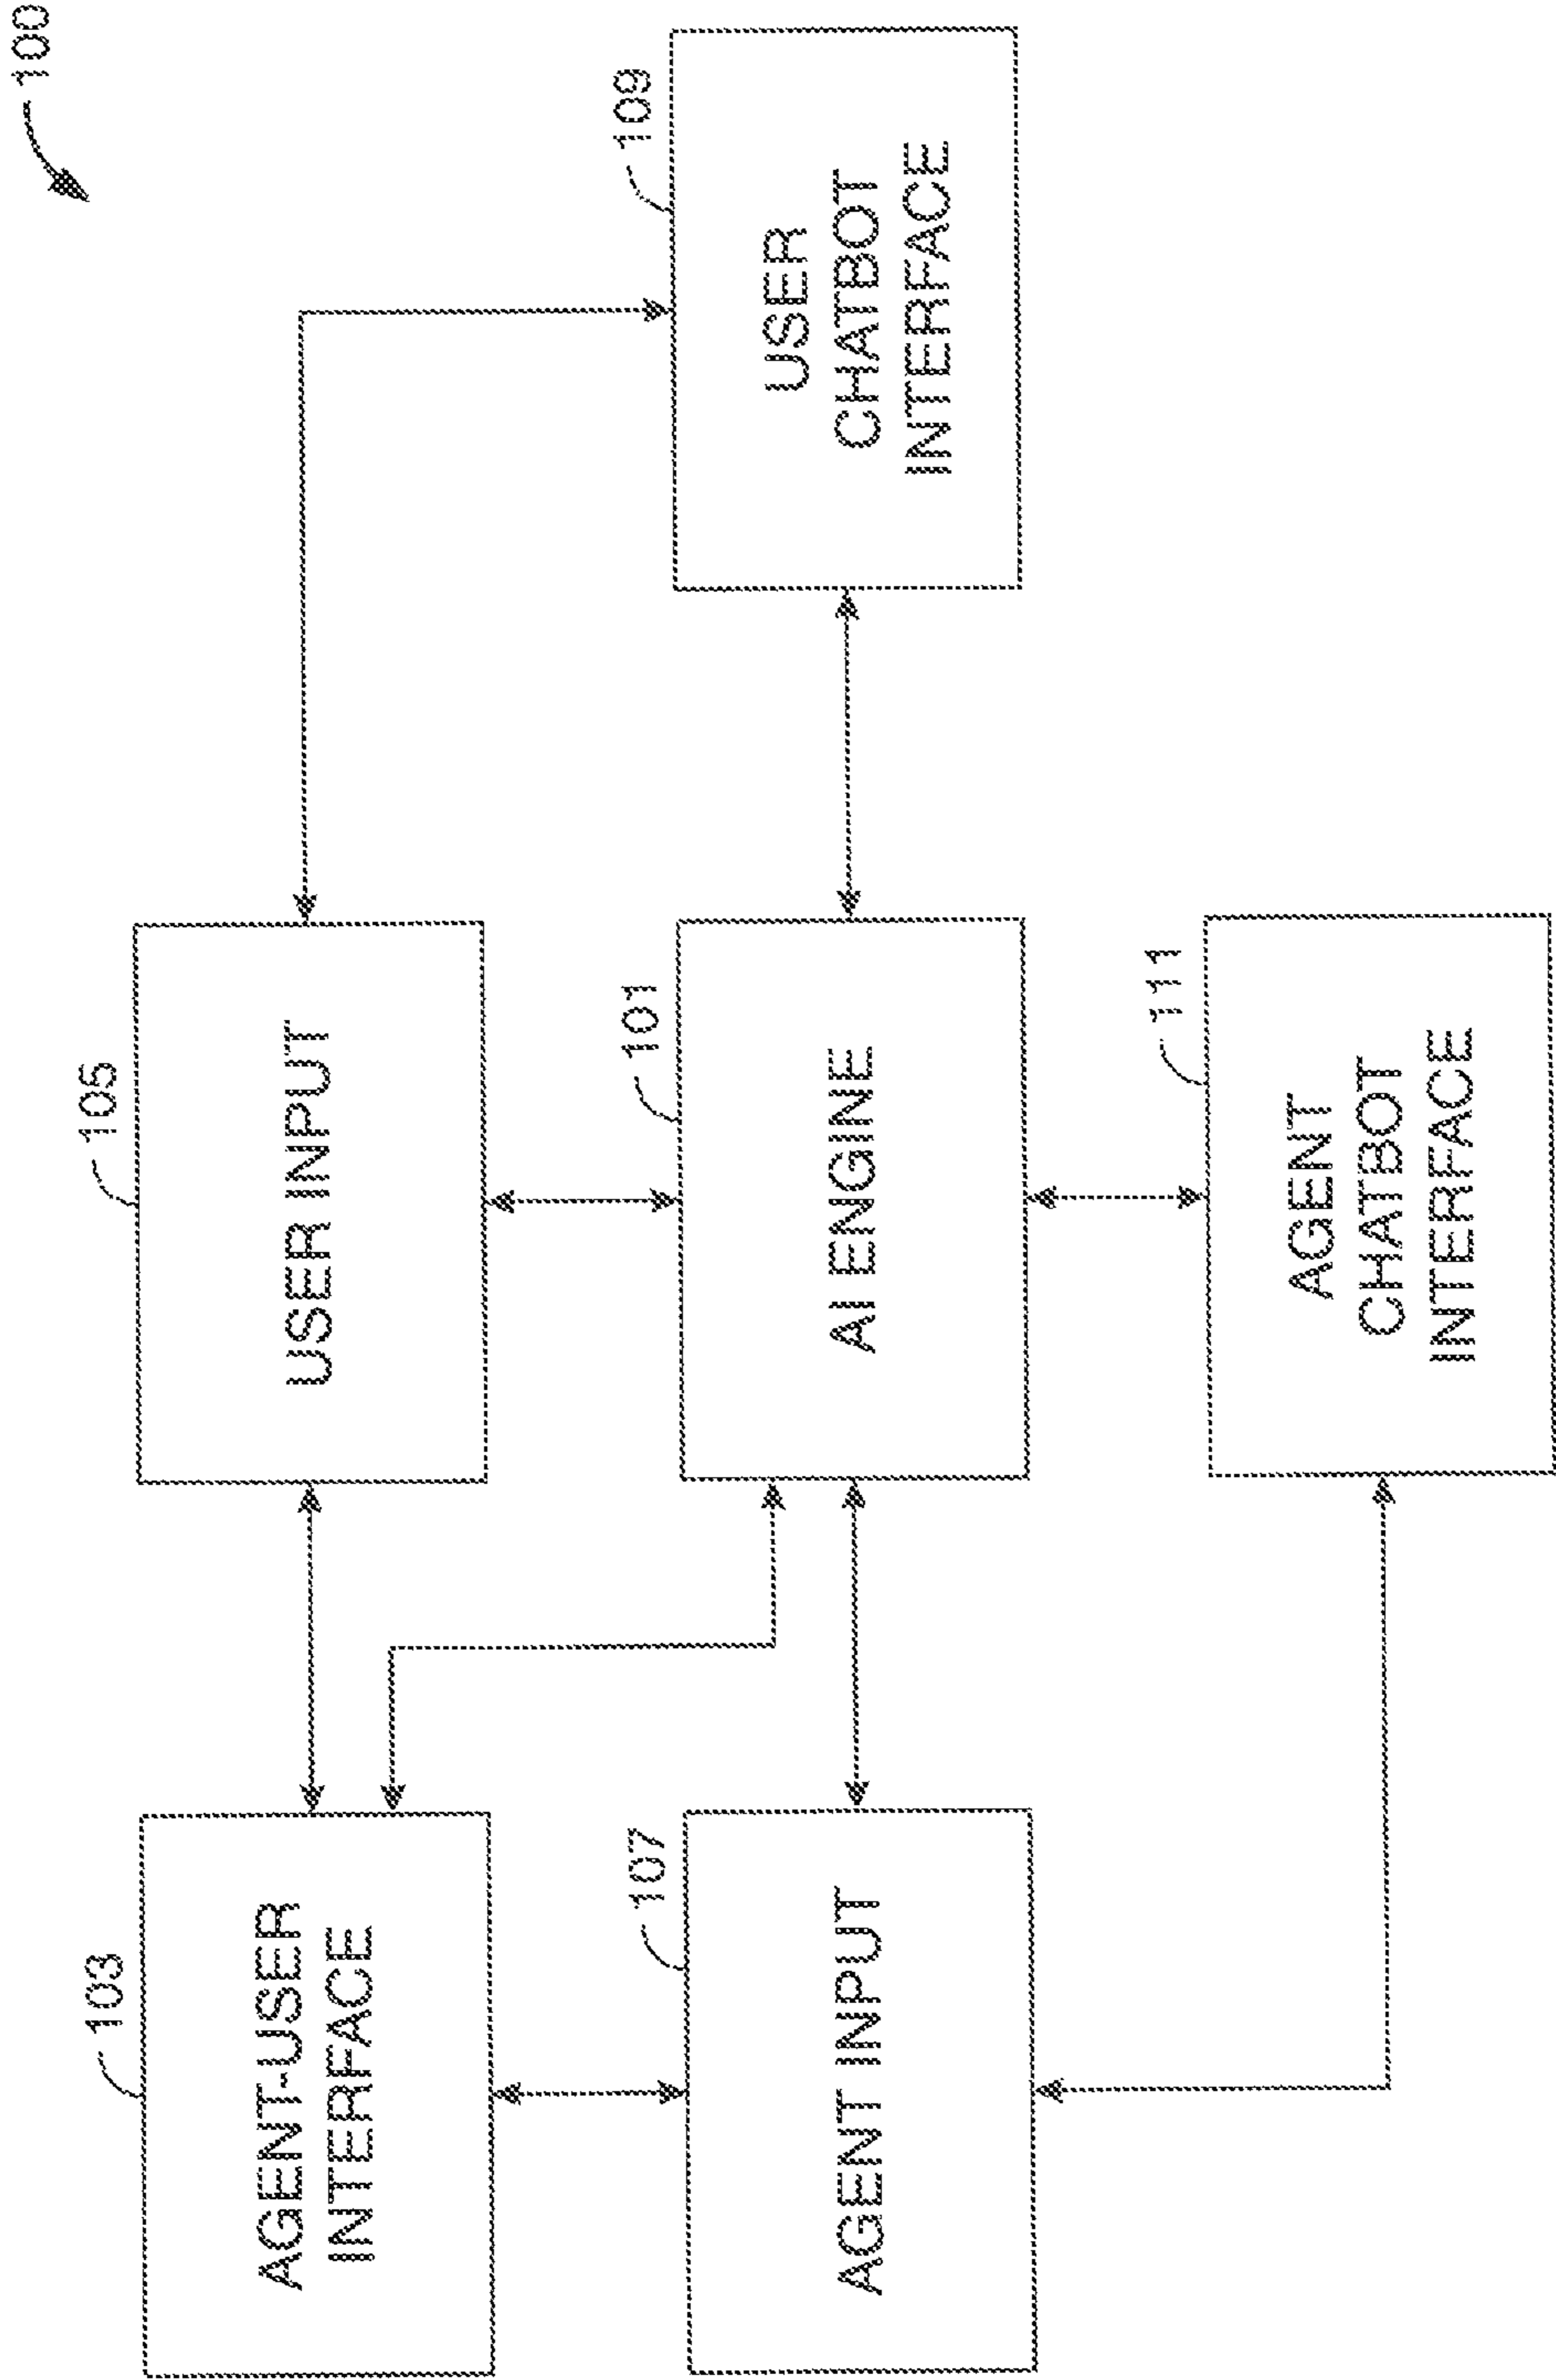 100
103
AGENT-USER
INTERFACE
105
USER INPUT
107
AGENT INPUT
101
AI ENGINE
109
USER
CHATBOT
INTERFACE
111
AGENT
CHATBOT
INTERFACE